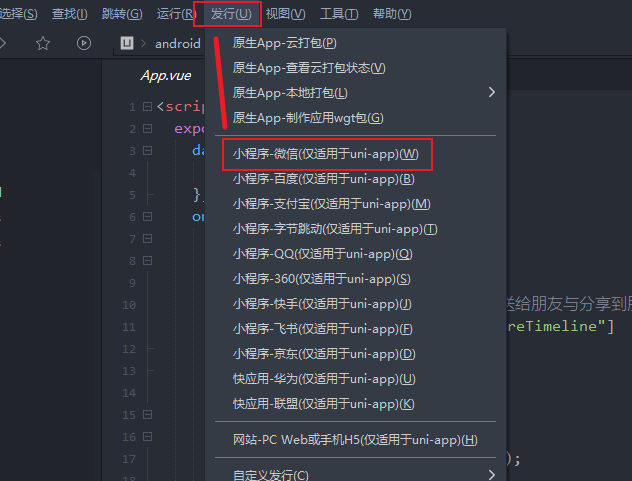 选择(S) 查找(I) 跳转(G) 运行(R) 发行(U) 视图(V) 工具(T) 帮助(Y)
android
App.vue
原生App-云打包(P)
原生App-查看云打包状态(V)
原生App-本地打包(L)
原生App-制作应用wgt包(G)
小程序-微信(仅适用于uni-app)(W)
小程序-百度(仅适用于uni-app)(B)
小程序-支付宝(仅适用于uni-app)(M)
小程序-字节跳动(仅适用于uni-app)(T)
小程序-QQ(仅适用于uni-app)(Q)
小程序-360(仅适用于uni-app)(S)
小程序-快手(仅适用于uni-app)(J)
小程序-飞书(仅适用于uni-app)(F)
小程序-京东(仅适用于uni-app)(D)
快应用-华为(仅适用于uni-app)(U)
快应用-联盟(仅适用于uni-app)(K)
网站-PC Web或手机H5(仅适用于uni-app)(H)
自定义发行(C)
1 <scrip
2 expo
3 da
4
5 },
6 on
7
8
9
10 送给朋友与分享到
11 reTimeline"]
12
13
14
15
16
17 );